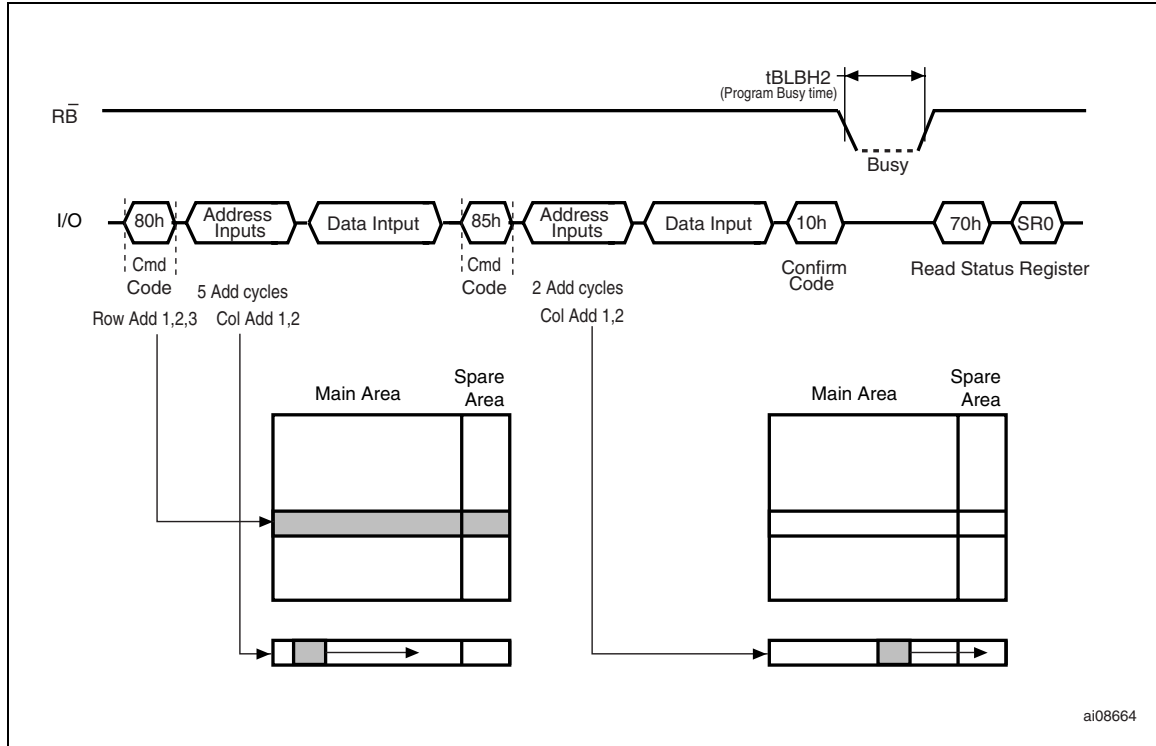 tBLBH2
(Program Busy time)
RB̅
Busy
I/O
80h
Address
Inputs
Data Intput
85h
Address
Inputs
Data Input
10h
70h
SR0
Cmd
Code
Cmd
Code
Confirm
Code
Read Status Register
5 Add cycles
2 Add cycles
Row Add 1,2,3
Col Add 1,2
Col Add 1,2
Main Area
Spare
Area
Main Area
Spare
Area
ai08664